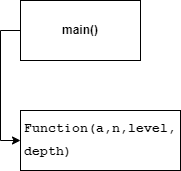 main()
Function(a,n,level,
depth)